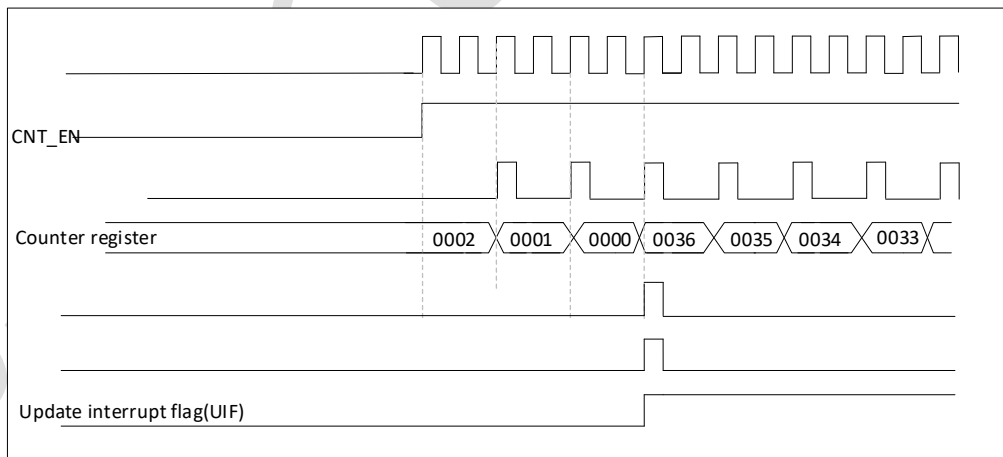 CNT_EN
Counter register 0002 0001 0000 0036 0035 0034 0033
Update interrupt flag(UIF)